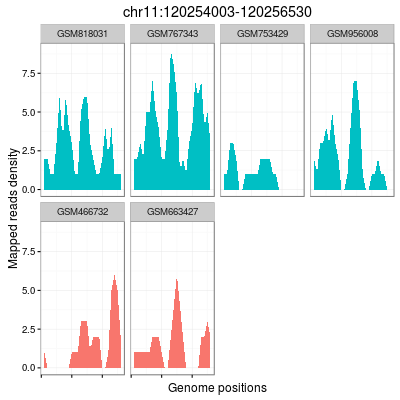 chr11:120254003-120256530
GSM818031 GSM767343 GSM753429 GSM956008
7.5
5.0
2.5
0.0
Mapped reads density
GSM466732 GSM663427
7.5
5.0
2.5
0.0
Genome positions